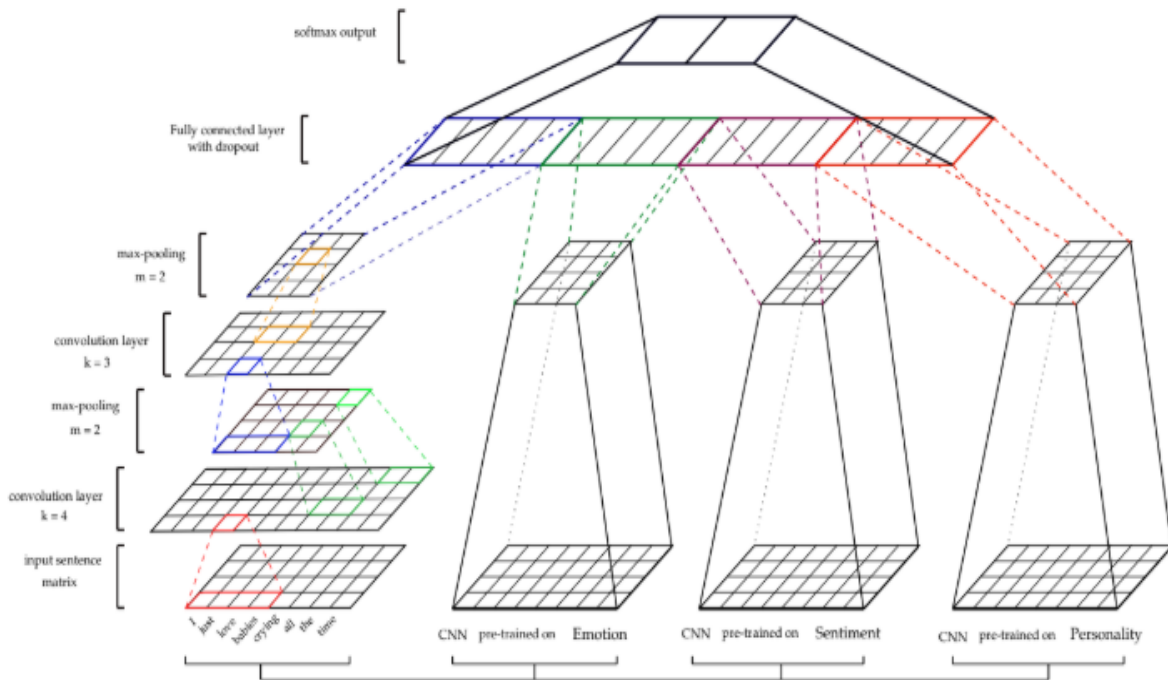 softmax output
Fully connected layer
with dropout
max-pooling
m = 2
convolution layer
k = 3
max-pooling
m = 2
convolution layer
k = 4
input sentence
matrix
I just love babies crying all the time
CNN pre-trained on Emotion
CNN pre-trained on Sentiment
CNN pre-trained on Personality